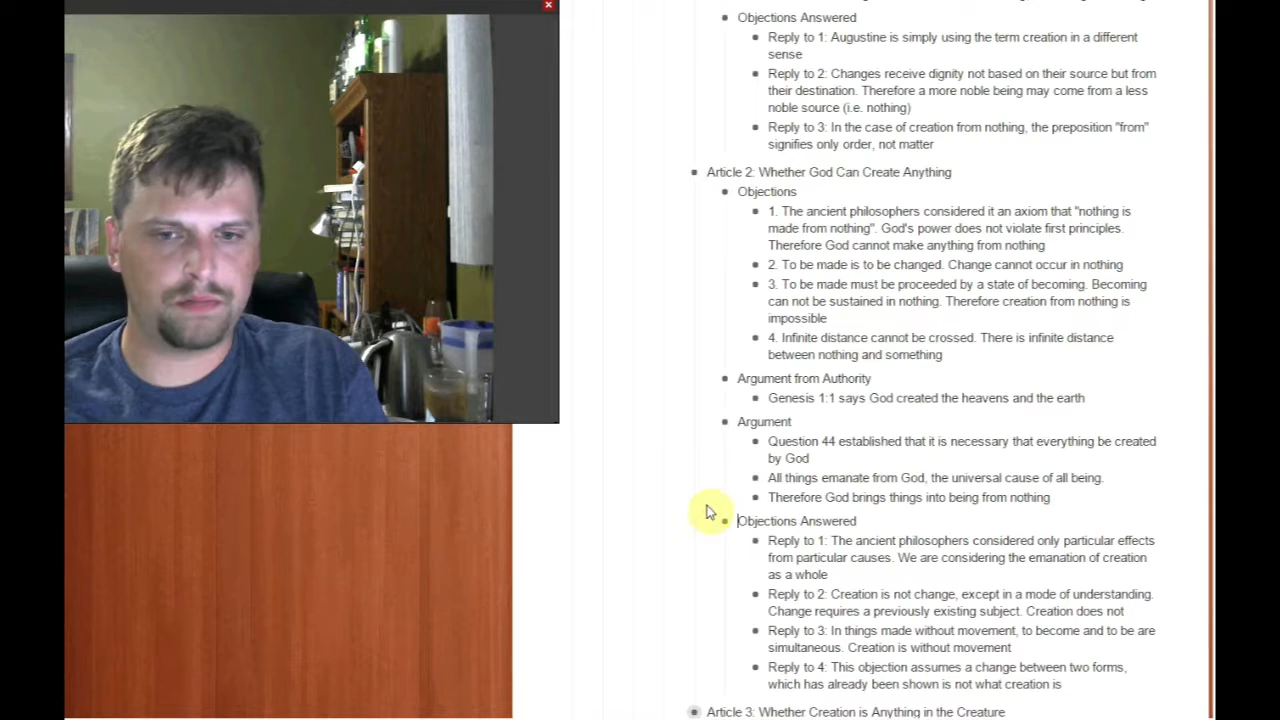 Objections Answered
Reply to 1: Augustine is simply using the term creation in a different
sense
Reply to 2: Changes receive dignity not based on their source but from
their destination. Therefore a more noble being may come from a less
noble source (i.e. nothing)
Reply to 3: In the case of creation from nothing, the preposition "from"
signifies only order, not matter
Article 2: Whether God Can Create Anything
Objections
1. The ancient philosophers considered it an axiom that "nothing is
made from nothing". God's power does not violate first principles.
Therefore God cannot make anything from nothing
2. To be made is to be changed. Change cannot occur in nothing
3. To be made must be proceeded by a state of becoming. Becoming
can not be sustained in nothing. Therefore creation from nothing is
impossible
4. Infinite distance cannot be crossed. There is infinite distance
between nothing and something
Argument from Authority
Genesis 1:1 says God created the heavens and the earth
Argument
Question 44 established that it is necessary that everything be created
by God
All things emanate from God, the universal cause of all being.
Therefore God brings things into being from nothing
Objections Answered
Reply to 1: The ancient philosophers considered only particular effects
from particular causes. We are considering the emanation of creation
as a whole
Reply to 2: Creation is not change, except in a mode of understanding.
Change requires a previously existing subject. Creation does not
Reply to 3: In things made without movement, to become and to be are
simultaneous. Creation is without movement
Reply to 4: This objection assumes a change between two forms,
which has already been shown is not what creation is
Article 3: Whether Creation is Anything in the Creature